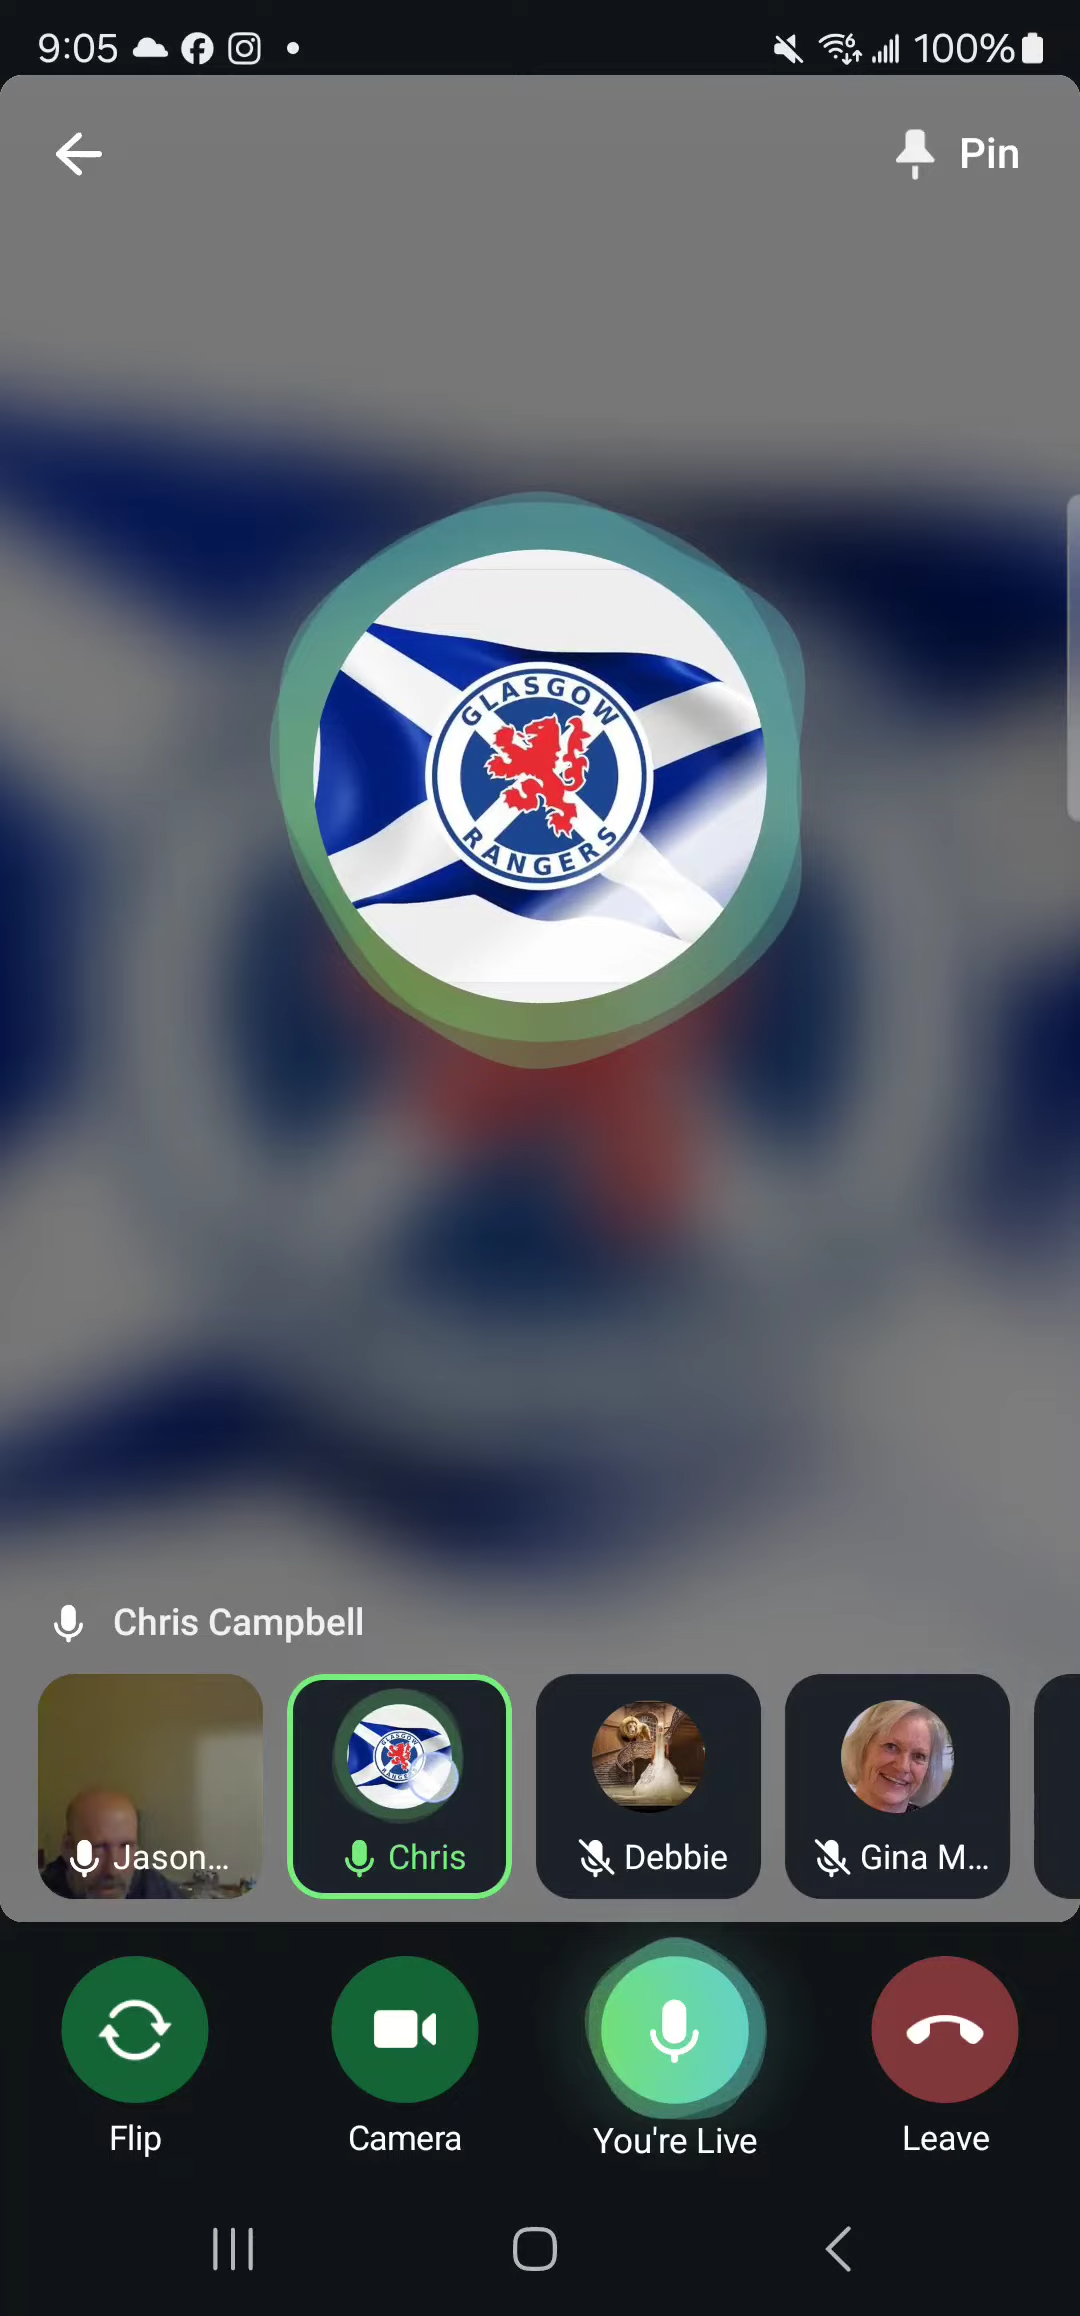 9:05
100%
Pin
GLASGOW
RANGERS
Chris Campbell
Jason...
Chris
Debbie
Gina M...
Flip
Camera
You're Live
Leave